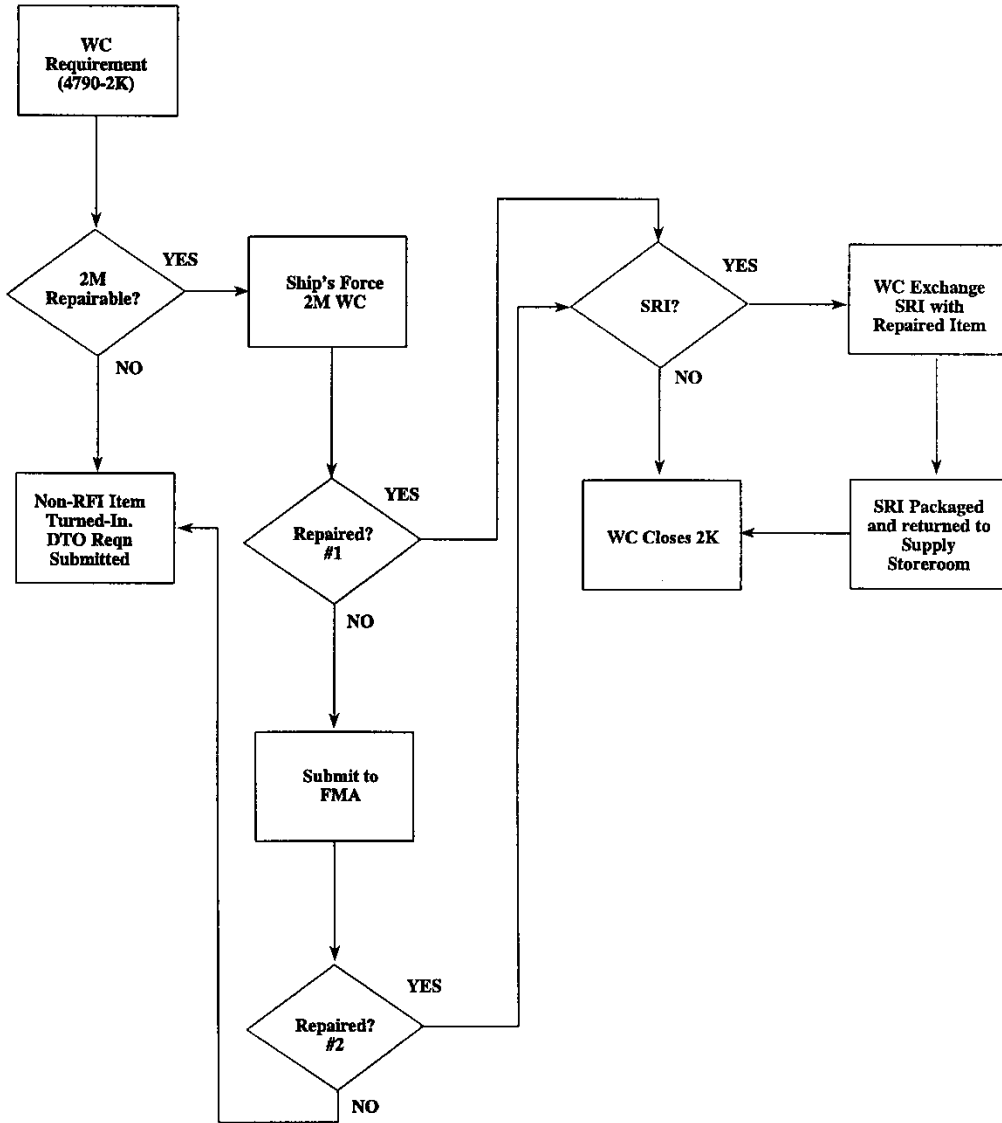 WC
Requirement
(4790-2K)
2M
Repairable?
YES
NO
Ship's Force
2M WC
SRI?
YES
NO
WC Exchange
SRI with
Repaired Item
Non-RFI Item
Turned-In.
DTO Reqn
Submitted
Repaired?
#1
YES
NO
WC Closes 2K
SRI Packaged
and returned to
Supply
Storeroom
Submit to
FMA
Repaired?
#2
YES
NO